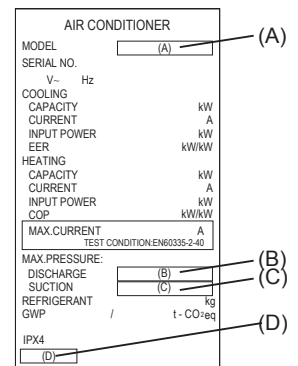 AIR CONDITIONER
MODEL (A) (A)
SERIAL NO.
V~ Hz
COOLING
CAPACITY kW
CURRENT A
INPUT POWER kW
EER kW/kW
HEATING
CAPACITY kW
CURRENT A
INPUT POWER kW
COP kW/kW
MAX.CURRENT A
TEST CONDITION:EN60335-2-40
MAX.PRESSURE:
DISCHARGE (B) (B)
SUCTION (C) (C)
REFRIGERANT kg
GWP / t - CO2eq
(D)
IPX4
(D)